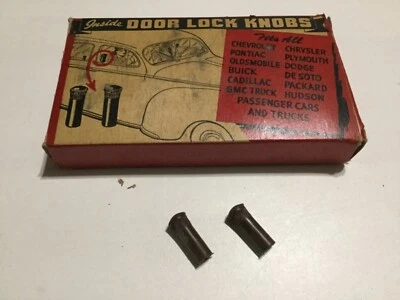 Inside DOOR LOCK KNOBS
Fits All
CHEVROLET CHRYSLER
PONTIAC PLYMOUTH
OLDSMOBILE DODGE
BUICK DE SOTO
CADILLAC PACKARD
GMC TRUCK HUDSON
PASSENGER CARS
AND TRUCKS